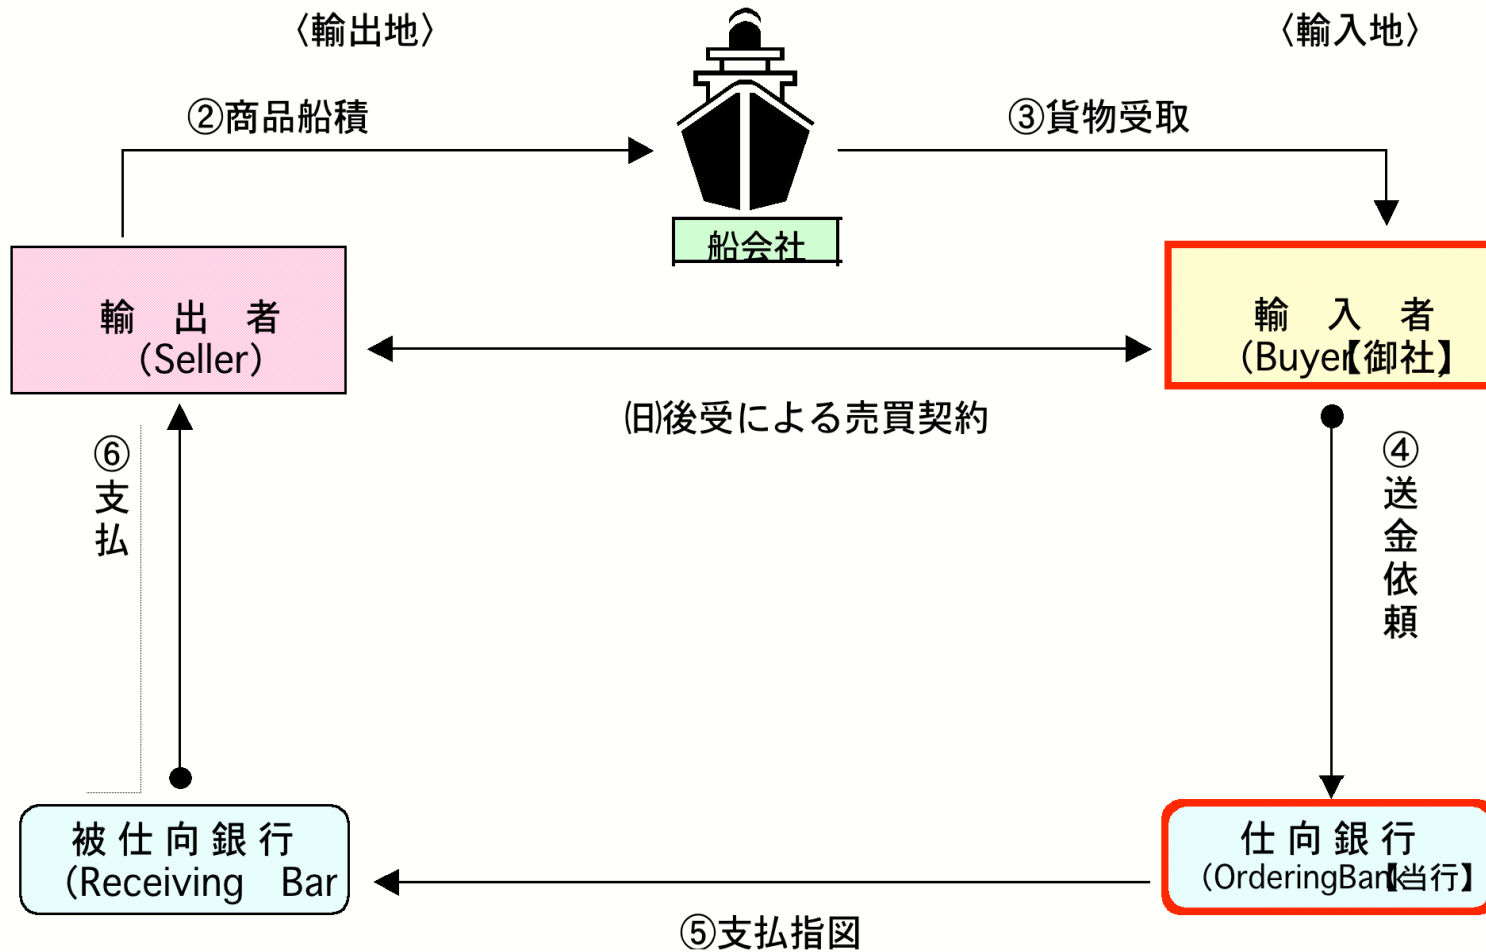 〈輸出地〉
〈輸入地〉
②商品船積
③貨物受取
船会社
輸 出 者
(Seller)
輸 入 者
(Buyer【御社】
㈰後受による売買契約
⑥支払
④送金依頼
被仕向銀行
(Receiving Bar
仕向銀行
(OrderingBank【当行】
⑤支払指図